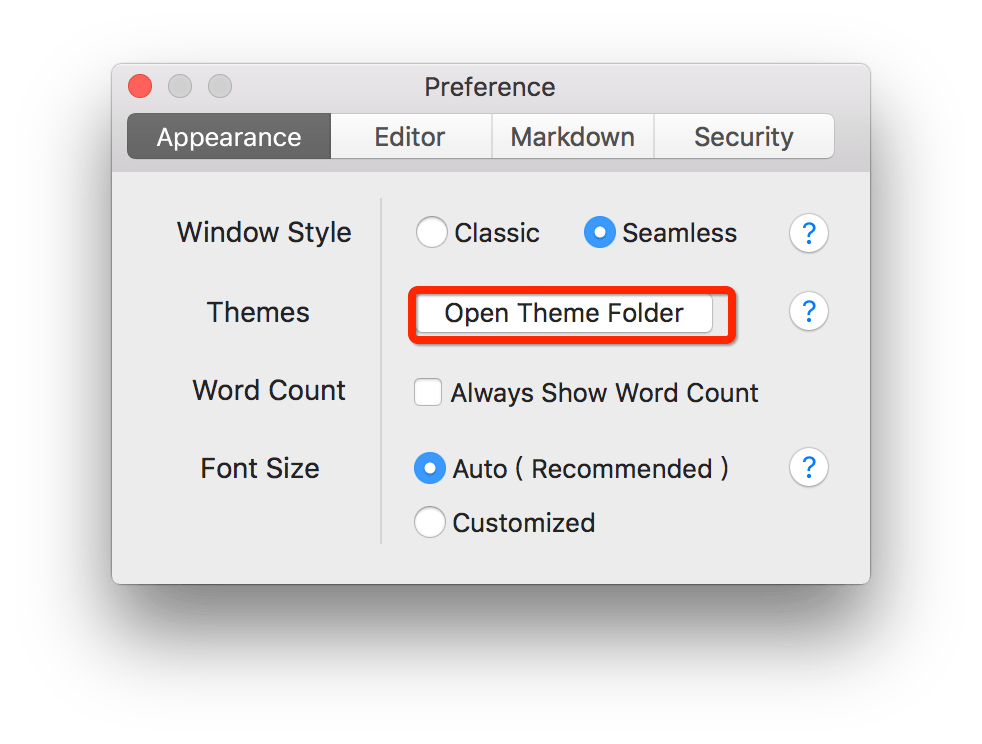 Preference
Appearance Editor Markdown Security
Window Style Classic Seamless ?
Themes Open Theme Folder ?
Word Count Always Show Word Count
Font Size Auto ( Recommended ) ?
Customized